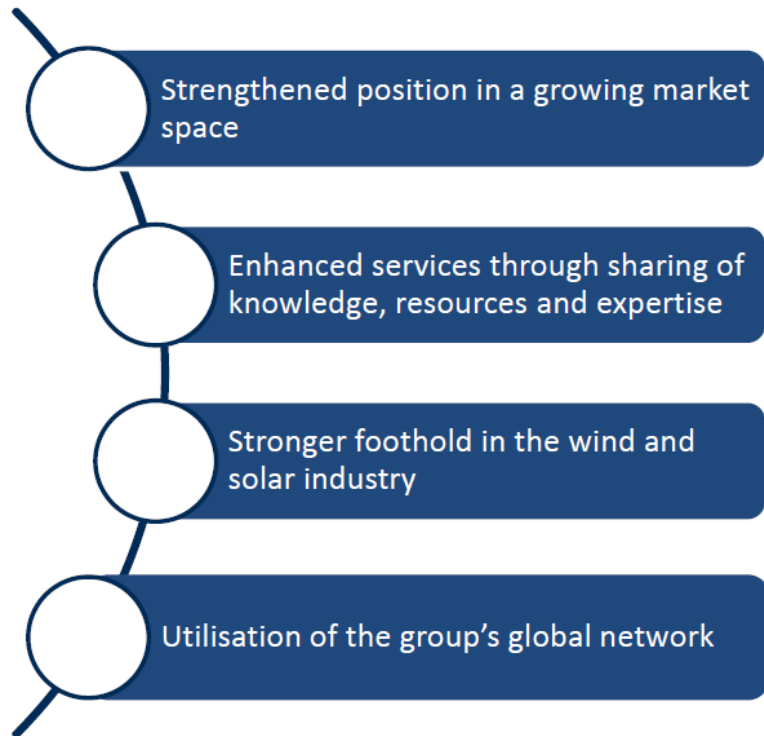 Strengthened position in a growing market
space
Enhanced services through sharing of
knowledge, resources and expertise
Stronger foothold in the wind and
solar industry
Utilisation of the group’s global network